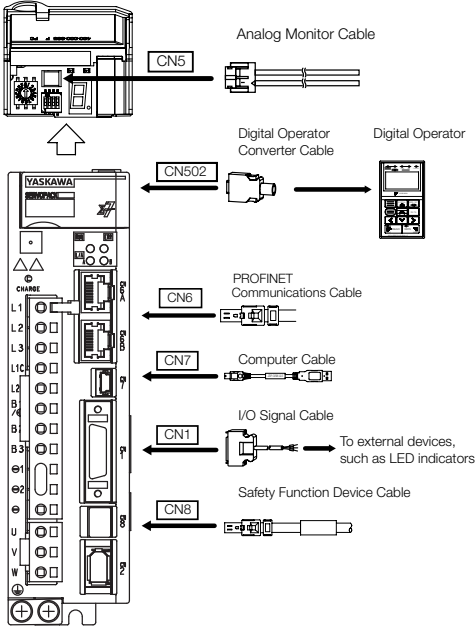 Analog Monitor Cable
CN5
Digital Operator
Converter Cable
Digital Operator
CN502
YASKAWA
SERVOPACK
CHARGE
PROFINET
Communications Cable
CN6
CN7
Computer Cable
I/O Signal Cable
CN1
To external devices,
such as LED indicators
Safety Function Device Cable
CN8
L1
L2
L3
L1C
B2
B3
⊖1
⊖2
⊖
U
V
W